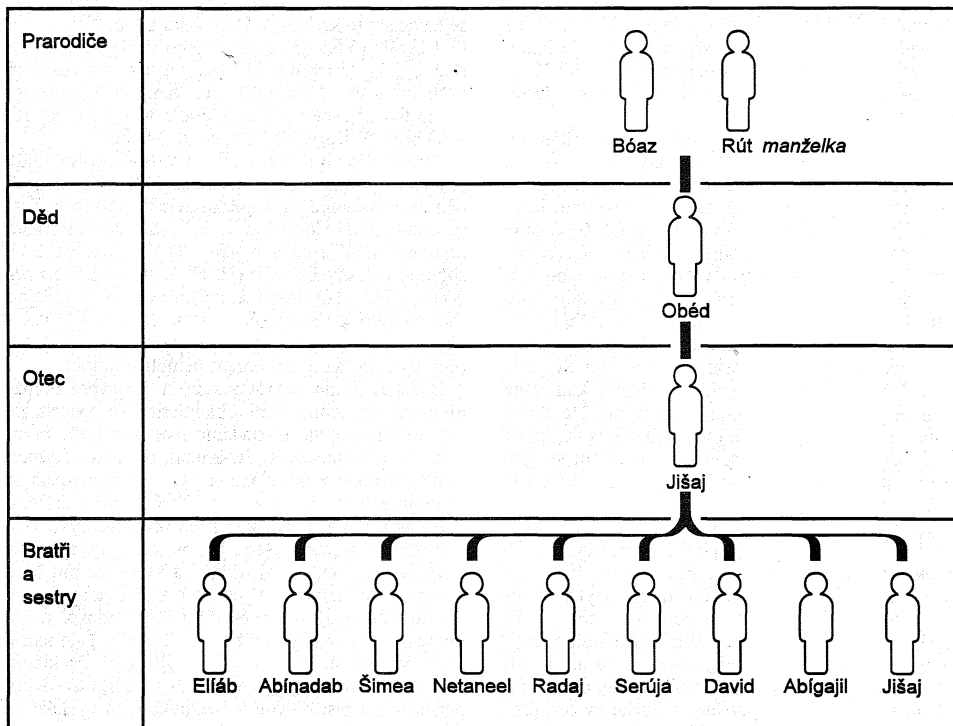 Prarodiče
Bóaz
Rút manželka
Děd
Obéd
Otec
Jišaj
Bratři
a
sestry
Elíáb Abínadab Šimea Netaneel Radaj Serúja David Abígajil Jišaj